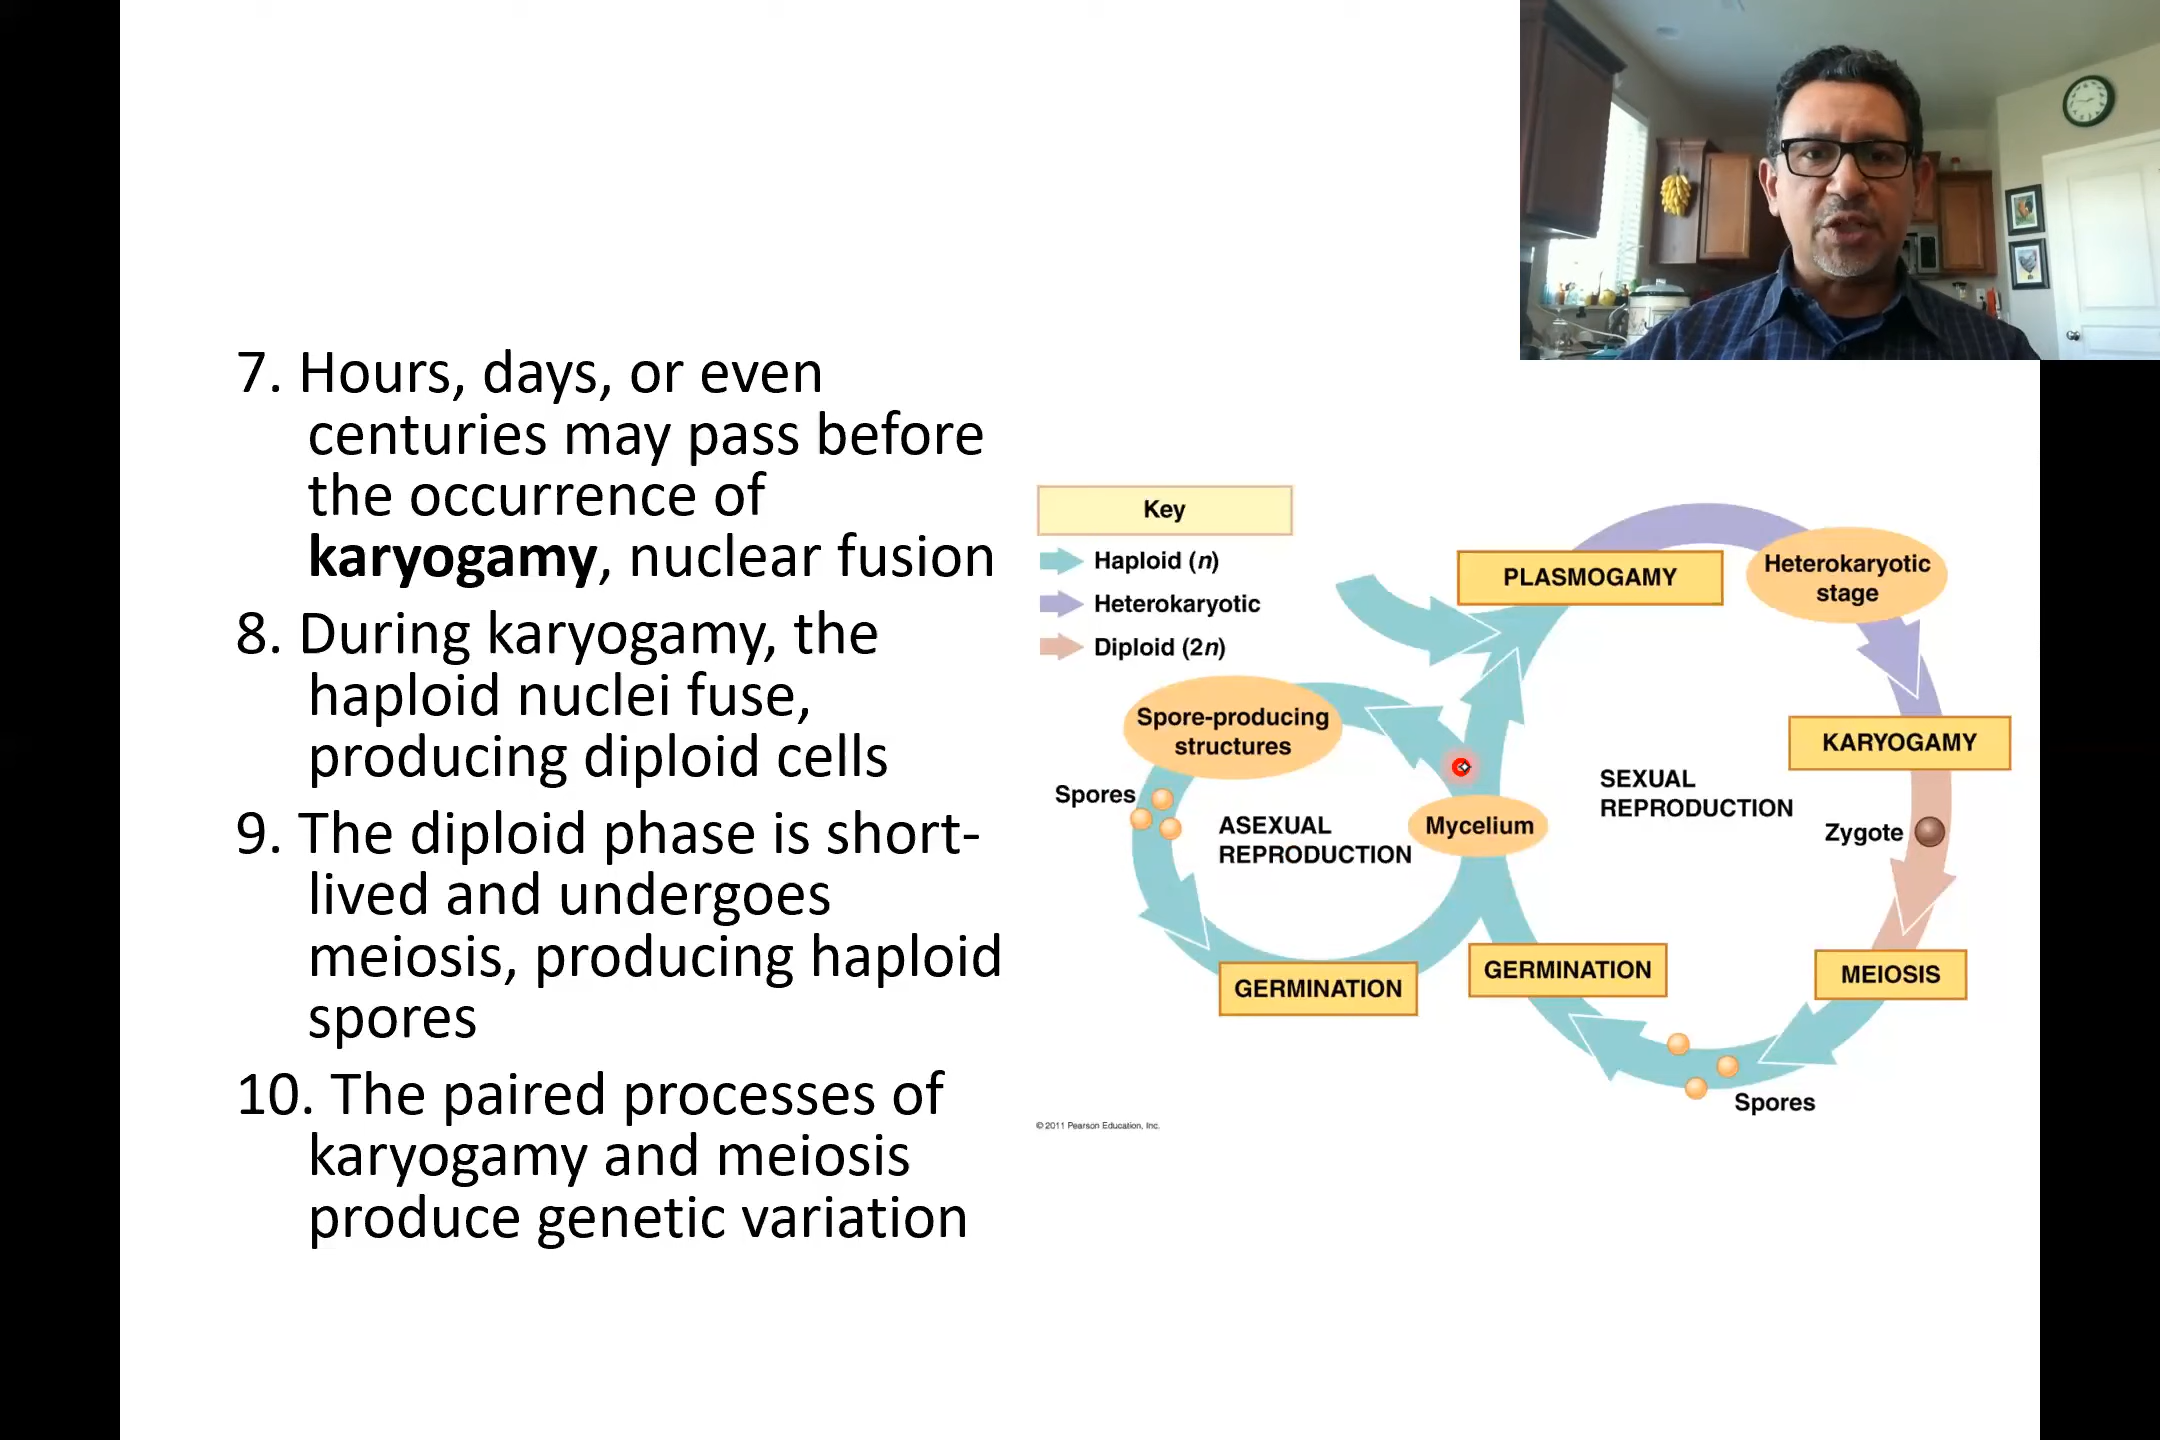 7. Hours, days, or even
centuries may pass before
the occurrence of
karyogamy, nuclear fusion
8. During karyogamy, the
haploid nuclei fuse,
producing diploid cells
9. The diploid phase is short-
lived and undergoes
meiosis, producing haploid
spores
10. The paired processes of
karyogamy and meiosis
produce genetic variation
Key
Haploid (n)
Heterokaryotic
Diploid (2n)
PLASMOGAMY
Heterokaryotic
stage
Spore-producing
structures
KARYOGAMY
Spores
SEXUAL
REPRODUCTION
ASEXUAL
REPRODUCTION
Mycelium
Zygote
GERMINATION
GERMINATION
MEIOSIS
Spores
© 2011 Pearson Education, Inc.